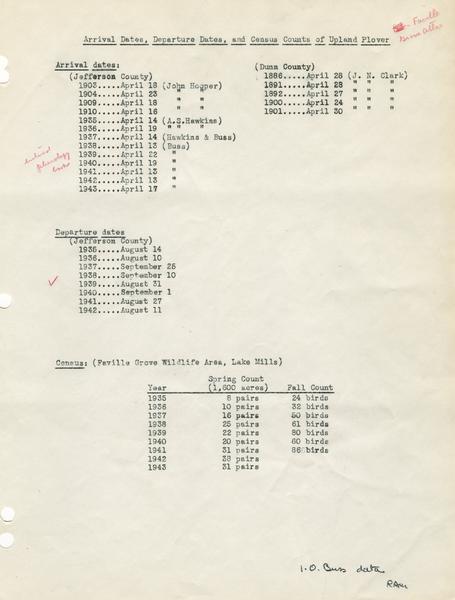 Faville
Arrival Dates, Departure Dates, and Census Counts of Upland Plover
Arrival dates:
(Jefferson County)
1903.....April 18 (John Hooper)
1904.....April 23 " "
1909.....April 18 " "
1910.....April 16 " "
1935.....April 14 (A.S.Hawkins)
1936.....April 19 " " "
1937.....April 14 (Hawkins & Buss)
1938.....April 13 (Buss)
1939.....April 22 "
1940.....April 19 "
1941.....April 13 "
1942.....April 13 "
1943.....April 17 "
(Dunn County)
1886.....April 28 (J. N. Clark)
1891.....April 28 " " "
1892.....April 27 " " "
1900.....April 24 " " "
1901.....April 30 " " "
entered
phenology
books
Departure dates
(Jefferson County)
1935.....August 14
1936.....August 10
1937.....September 25
1938.....September 10
1939.....August 31
1940.....September 1
1941.....August 27
1942.....August 11
Census: (Faville Grove Wildlife Area, Lake Mills)
Spring Count
Year (1,600 acres) Fall Count
1935 8 pairs 24 birds
1936 10 pairs 32 birds
1937 16 pairs 50 birds
1938 25 pairs 61 birds
1939 22 pairs 80 birds
1940 20 pairs 60 birds
1941 31 pairs 86 birds
1942 38 pairs
1943 31 pairs
I.O. Buss data
RAM